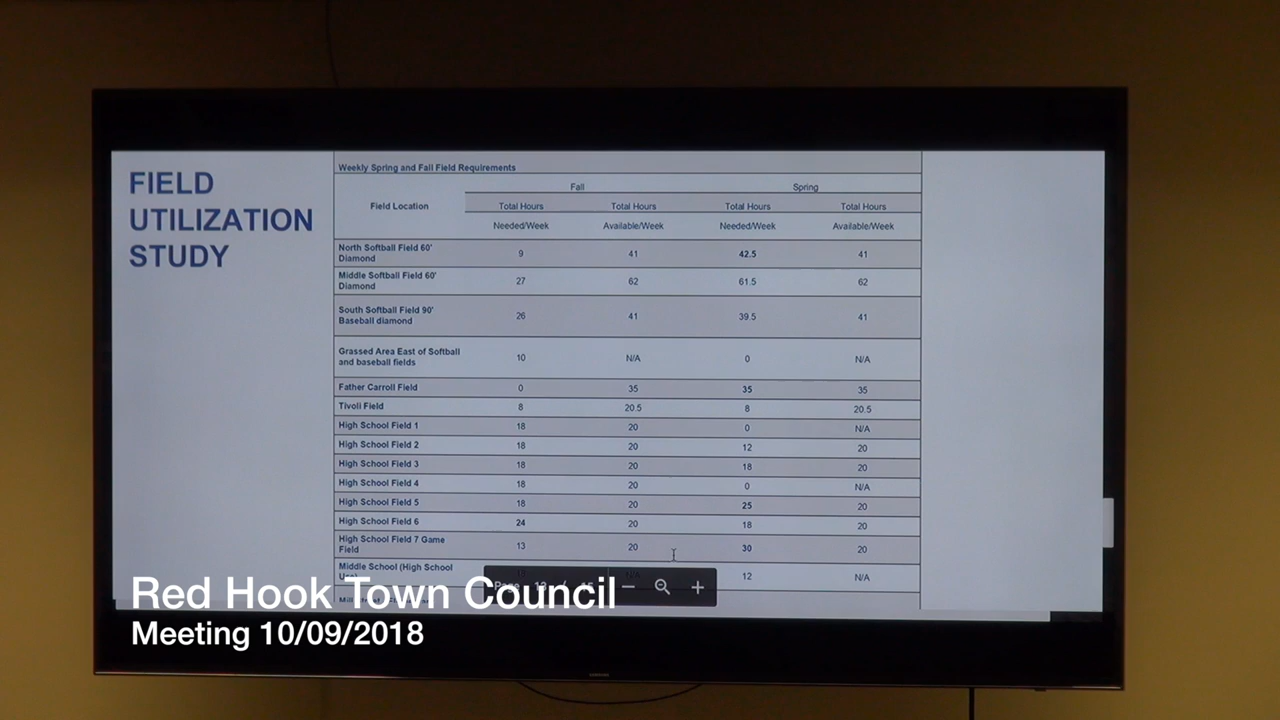 FIELD
UTILIZATION
STUDY
Weekly Spring and Fall Field Requirements
Fall Spring
Field Location Total Hours Total Hours Total Hours Total Hours
Needed/Week Available/Week Needed/Week Available/Week
North Softball Field 60'
Diamond 9 41 42.5 41
Middle Softball Field 60'
Diamond 27 62 61.5 62
South Softball Field 90'
Baseball diamond 26 41 39.5 41
Grassed Area East of Softball
and baseball fields 10 N/A 0 N/A
Father Carroll Field 0 35 35 35
Tivoli Field 8 20.5 8 20.5
High School Field 1 18 20 0 N/A
High School Field 2 18 20 12 20
High School Field 3 18 20 18 20
High School Field 4 18 20 0 N/A
High School Field 5 18 20 25 20
High School Field 6 24 20 18 20
High School Field 7 Game
Field 13 20 30 20
Middle School (High School
12 N/A
Red Hook Town Council
Meeting 10/09/2018
SAMSUNG